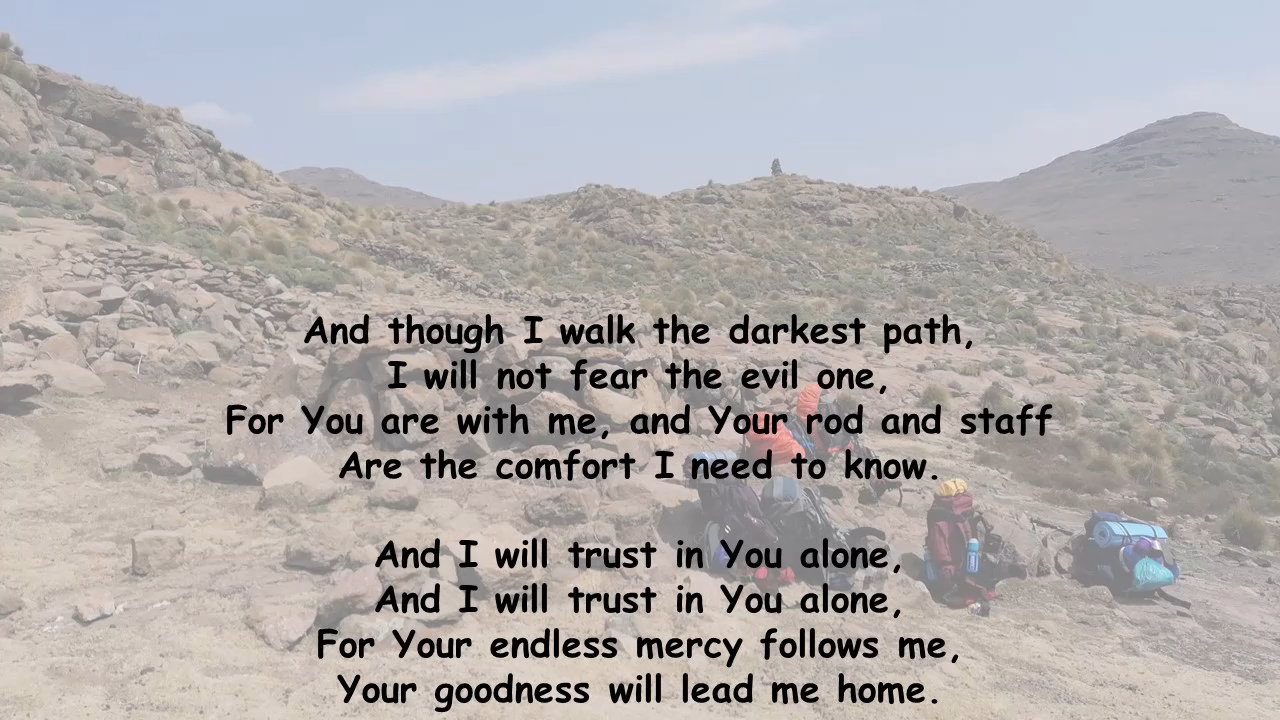 And though I walk the darkest path,
I will not fear the evil one,
For You are with me, and Your rod and staff
Are the comfort I need to know.
And I will trust in You alone,
And I will trust in You alone,
For Your endless mercy follows me,
Your goodness will lead me home.